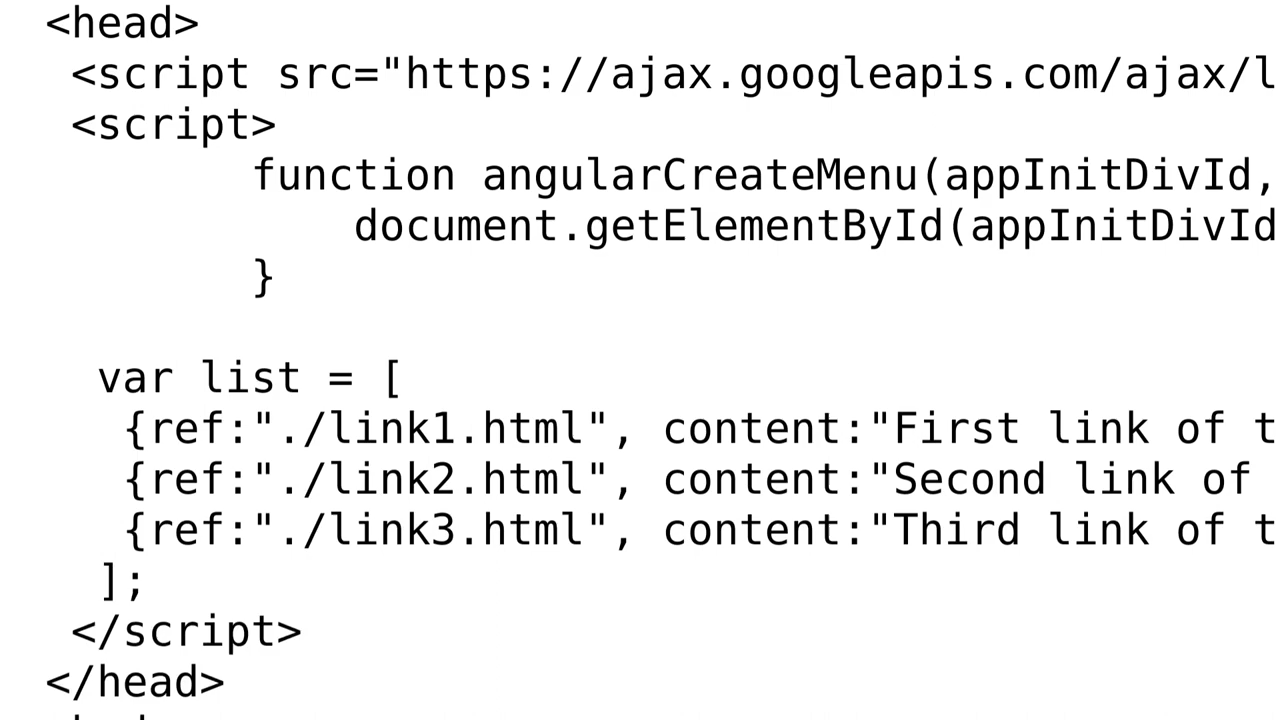 <head>
<script src="https://ajax.googleapis.com/ajax/l
<script>
function angularCreateMenu(appInitDivId,
document.getElementById(appInitDivId
}
var list = [
{ref:"./link1.html", content:"First link of t
{ref:"./link2.html", content:"Second link of
{ref:"./link3.html", content:"Third link of t
];
</script>
</head>